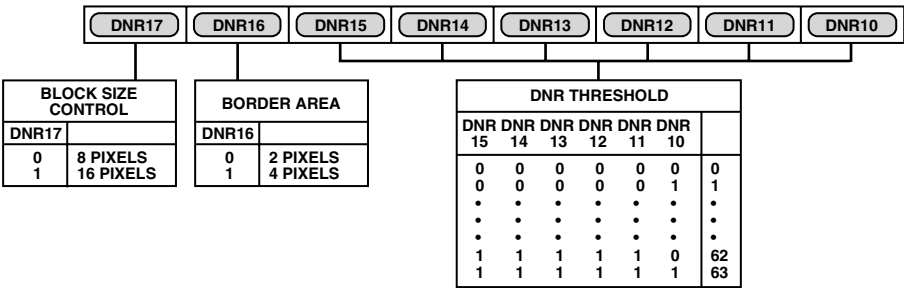 DNR17 DNR16 DNR15 DNR14 DNR13 DNR12 DNR11 DNR10
BLOCK SIZE
CONTROL
DNR17
0 8 PIXELS
1 16 PIXELS
BORDER AREA
DNR16
0 2 PIXELS
1 4 PIXELS
DNR THRESHOLD
DNR DNR DNR DNR DNR DNR
15 14 13 12 11 10
0 0 0 0 0 0 0
0 0 0 0 0 1 1
• • • • • • •
• • • • • • •
• • • • • • •
1 1 1 1 1 0 62
1 1 1 1 1 1 63